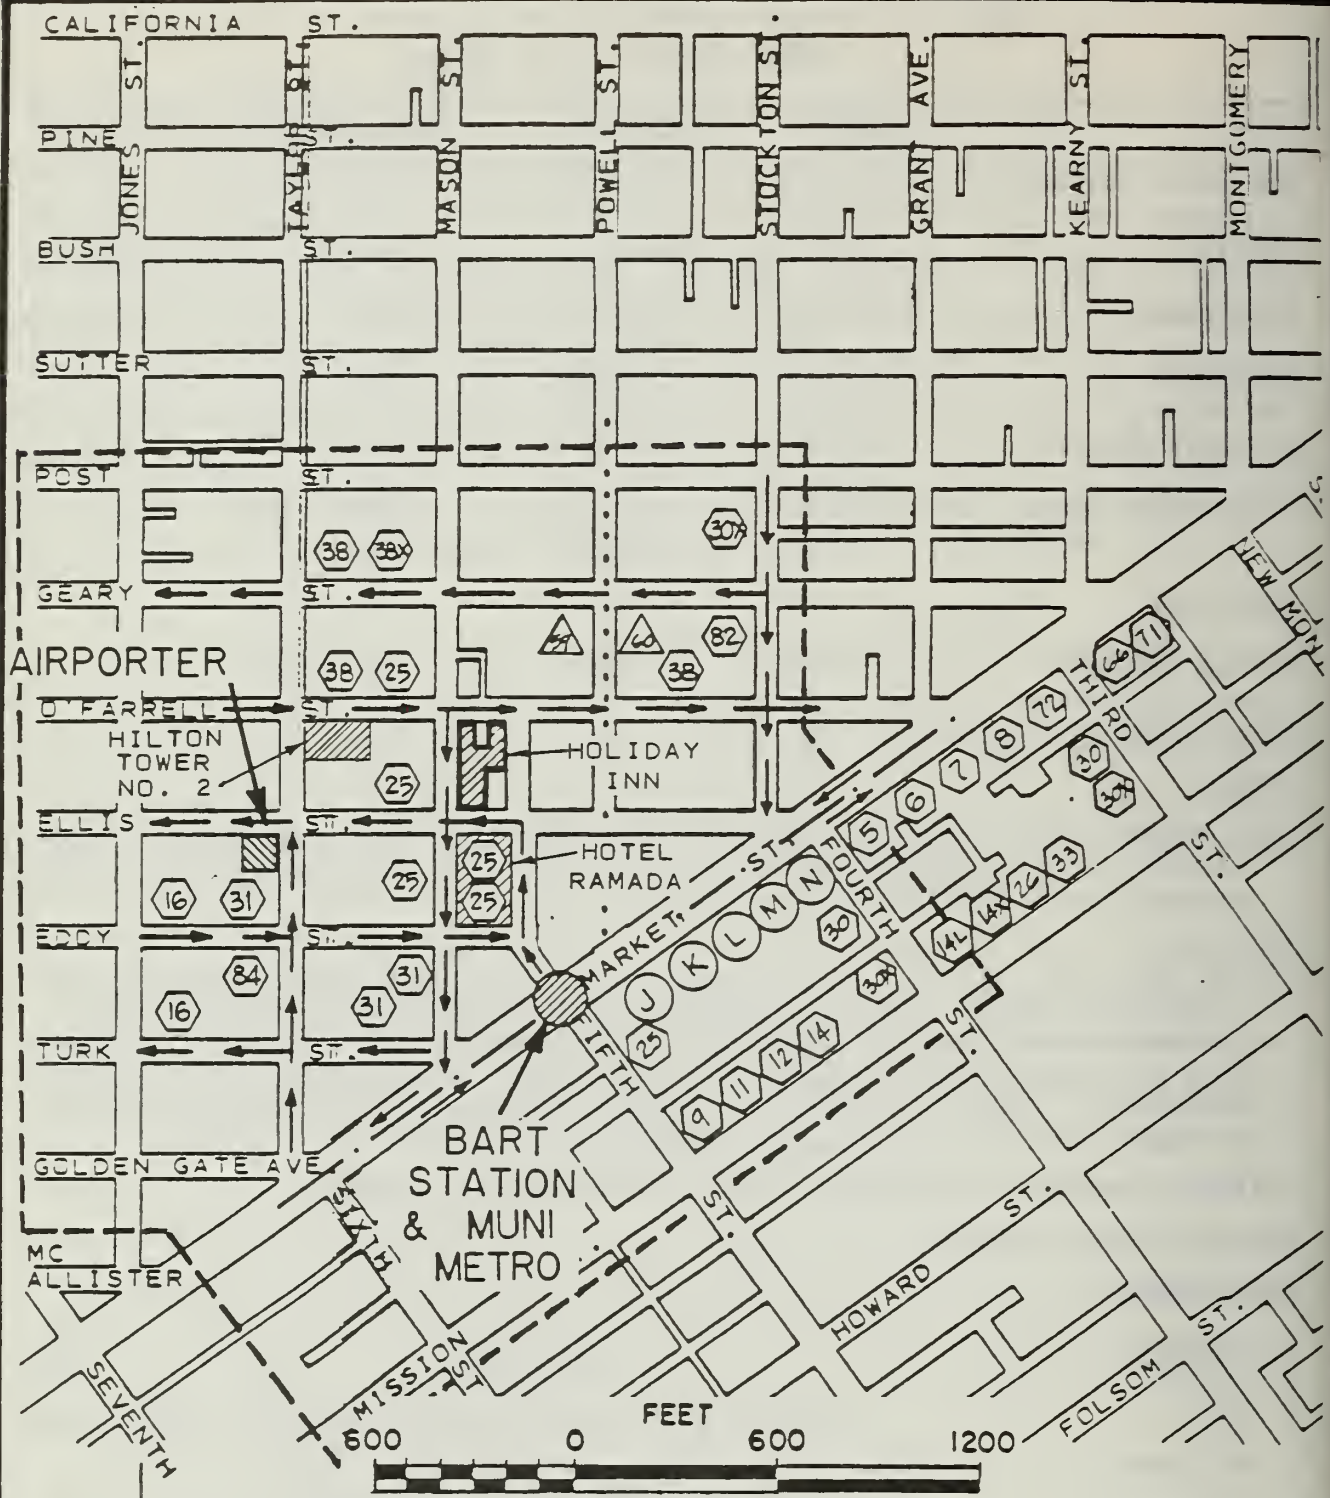 CALIFORNIA ST.
JONES ST.
TAYLOR ST.
MASON ST.
POWELL ST.
STOCKTON ST.
GRANT AVE.
KEARNY ST.
MONTGOMERY
PINE ST.
BUSH ST.
SUTTER ST.
POST ST.
38 38X 30X
GEARY ST.
NEW MONT
59 60 82
38 25 38
66 71
AIRPORTER
O'FARRELL ST.
THIRD ST.
HILTON
TOWER
NO. 2
HOLIDAY
INN
25
5 6 7 8 72
30
30X
ELLIS ST.
HOTEL
RAMADA
25
25
25
16 31
MARKET ST.
FOURTH ST.
J K L M N
30
30X
14L 14X 26 33
EDDY ST.
84
16
31
31
FIFTH ST.
25
9 11 12 14
TURK ST.
BART
STATION
& MUNI
METRO
GOLDEN GATE AVE.
SIXTH ST
MC
ALLISTER
SEVENTH
MISSION
HOWARD ST.
FOLSOM ST.
FEET
600 0 600 1200